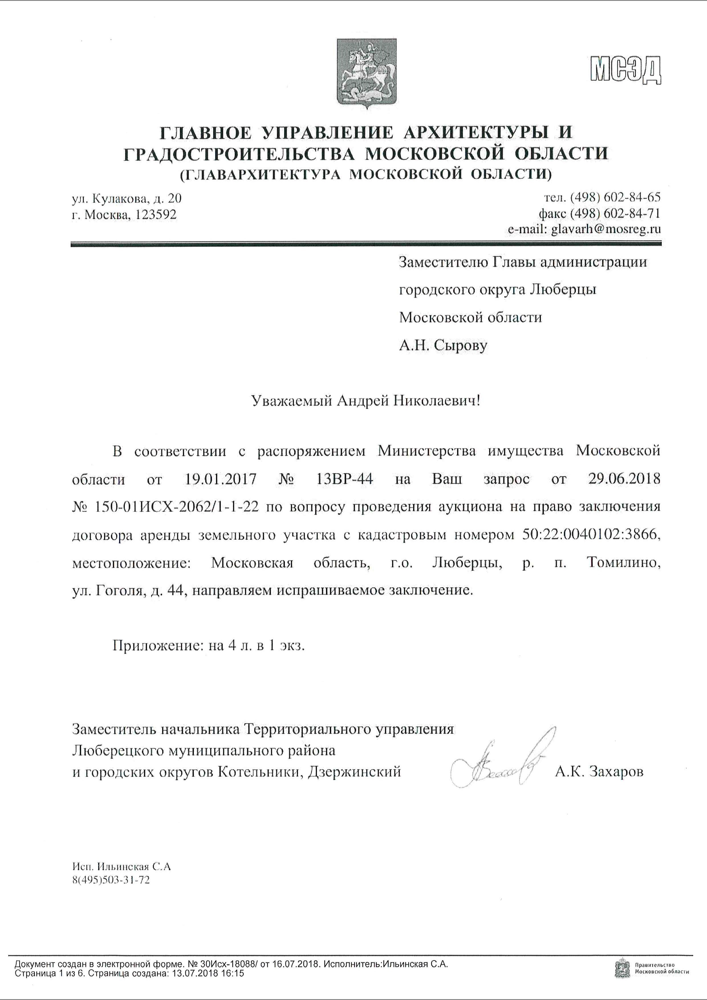 МСЭД
ГЛАВНОЕ УПРАВЛЕНИЕ АРХИТЕКТУРЫ И
ГРАДОСТРОИТЕЛЬСТВА МОСКОВСКОЙ ОБЛАСТИ
(ГЛАВАРХИТЕКТУРА МОСКОВСКОЙ ОБЛАСТИ)
ул. Кулакова, д. 20
г. Москва, 123592
тел. (498) 602-84-65
факс (498) 602-84-71
e-mail: glavarh@mosreg.ru
Заместителю Главы администрации
городского округа Люберцы
Московской области
А.Н. Сырову
Уважаемый Андрей Николаевич!
В соответствии с распоряжением Министерства имущества Московской
области от 19.01.2017 № 13ВР-44 на Ваш запрос от 29.06.2018
№ 150-01ИСХ-2062/1-1-22 по вопросу проведения аукциона на право заключения
договора аренды земельного участка с кадастровым номером 50:22:0040102:3866,
местоположение: Московская область, г.о. Люберцы, р. п. Томилино,
ул. Гоголя, д. 44, направляем испрашиваемое заключение.
Приложение: на 4 л. в 1 экз.
Заместитель начальника Территориального управления
Люберецкого муниципального района
и городских округов Котельники, Дзержинский
А.К. Захаров
Исп. Ильинская С.А
8(495)503-31-72
Документ создан в электронной форме. № 30Исх-18088/ от 16.07.2018. Исполнитель:Ильинская С.А.
Страница 1 из 6. Страница создана: 13.07.2018 16:15
Правительство
Московской области